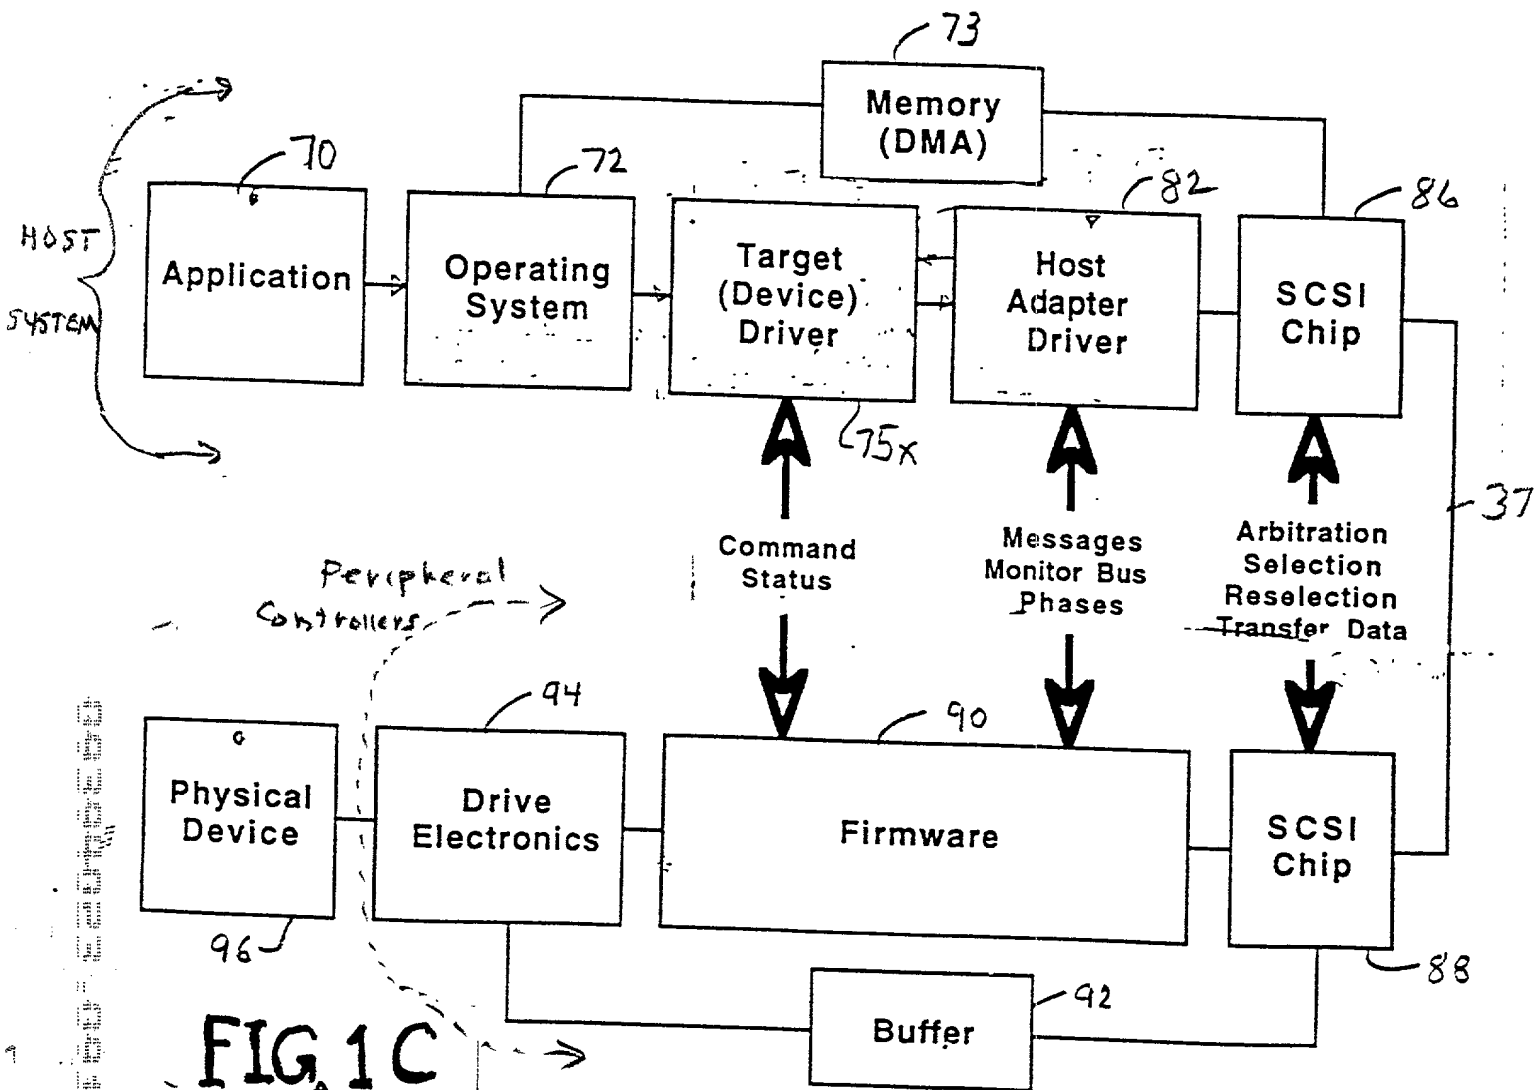 73
Memory
(DMA)
70
72
82
86
HOST
SYSTEM
Application
Operating
System
Target
(Device)
Driver
Host
Adapter
Driver
SCSI
Chip
75x
37
Command
Status
Messages
Monitor Bus
Phases
Arbitration
Selection
Reselection
Transfer Data
Peripheral
Controllers
94
90
Physical
Device
Drive
Electronics
Firmware
SCSI
Chip
96
88
92
Buffer
FIG. 1C